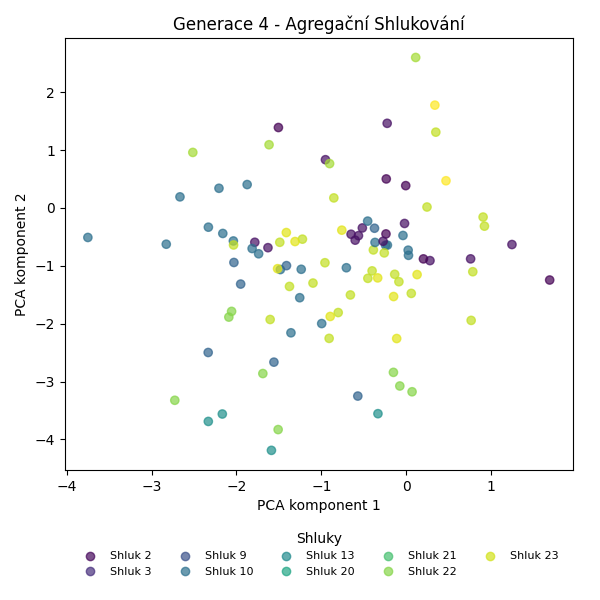 Generace 4 - Agregační Shlukování
PCA komponent 2
2
1
0
−1
−2
−3
−4
−4 −3 −2 −1 0 1
PCA komponent 1
Shluky
Shluk 2 Shluk 9 Shluk 13 Shluk 21 Shluk 23
Shluk 3 Shluk 10 Shluk 20 Shluk 22